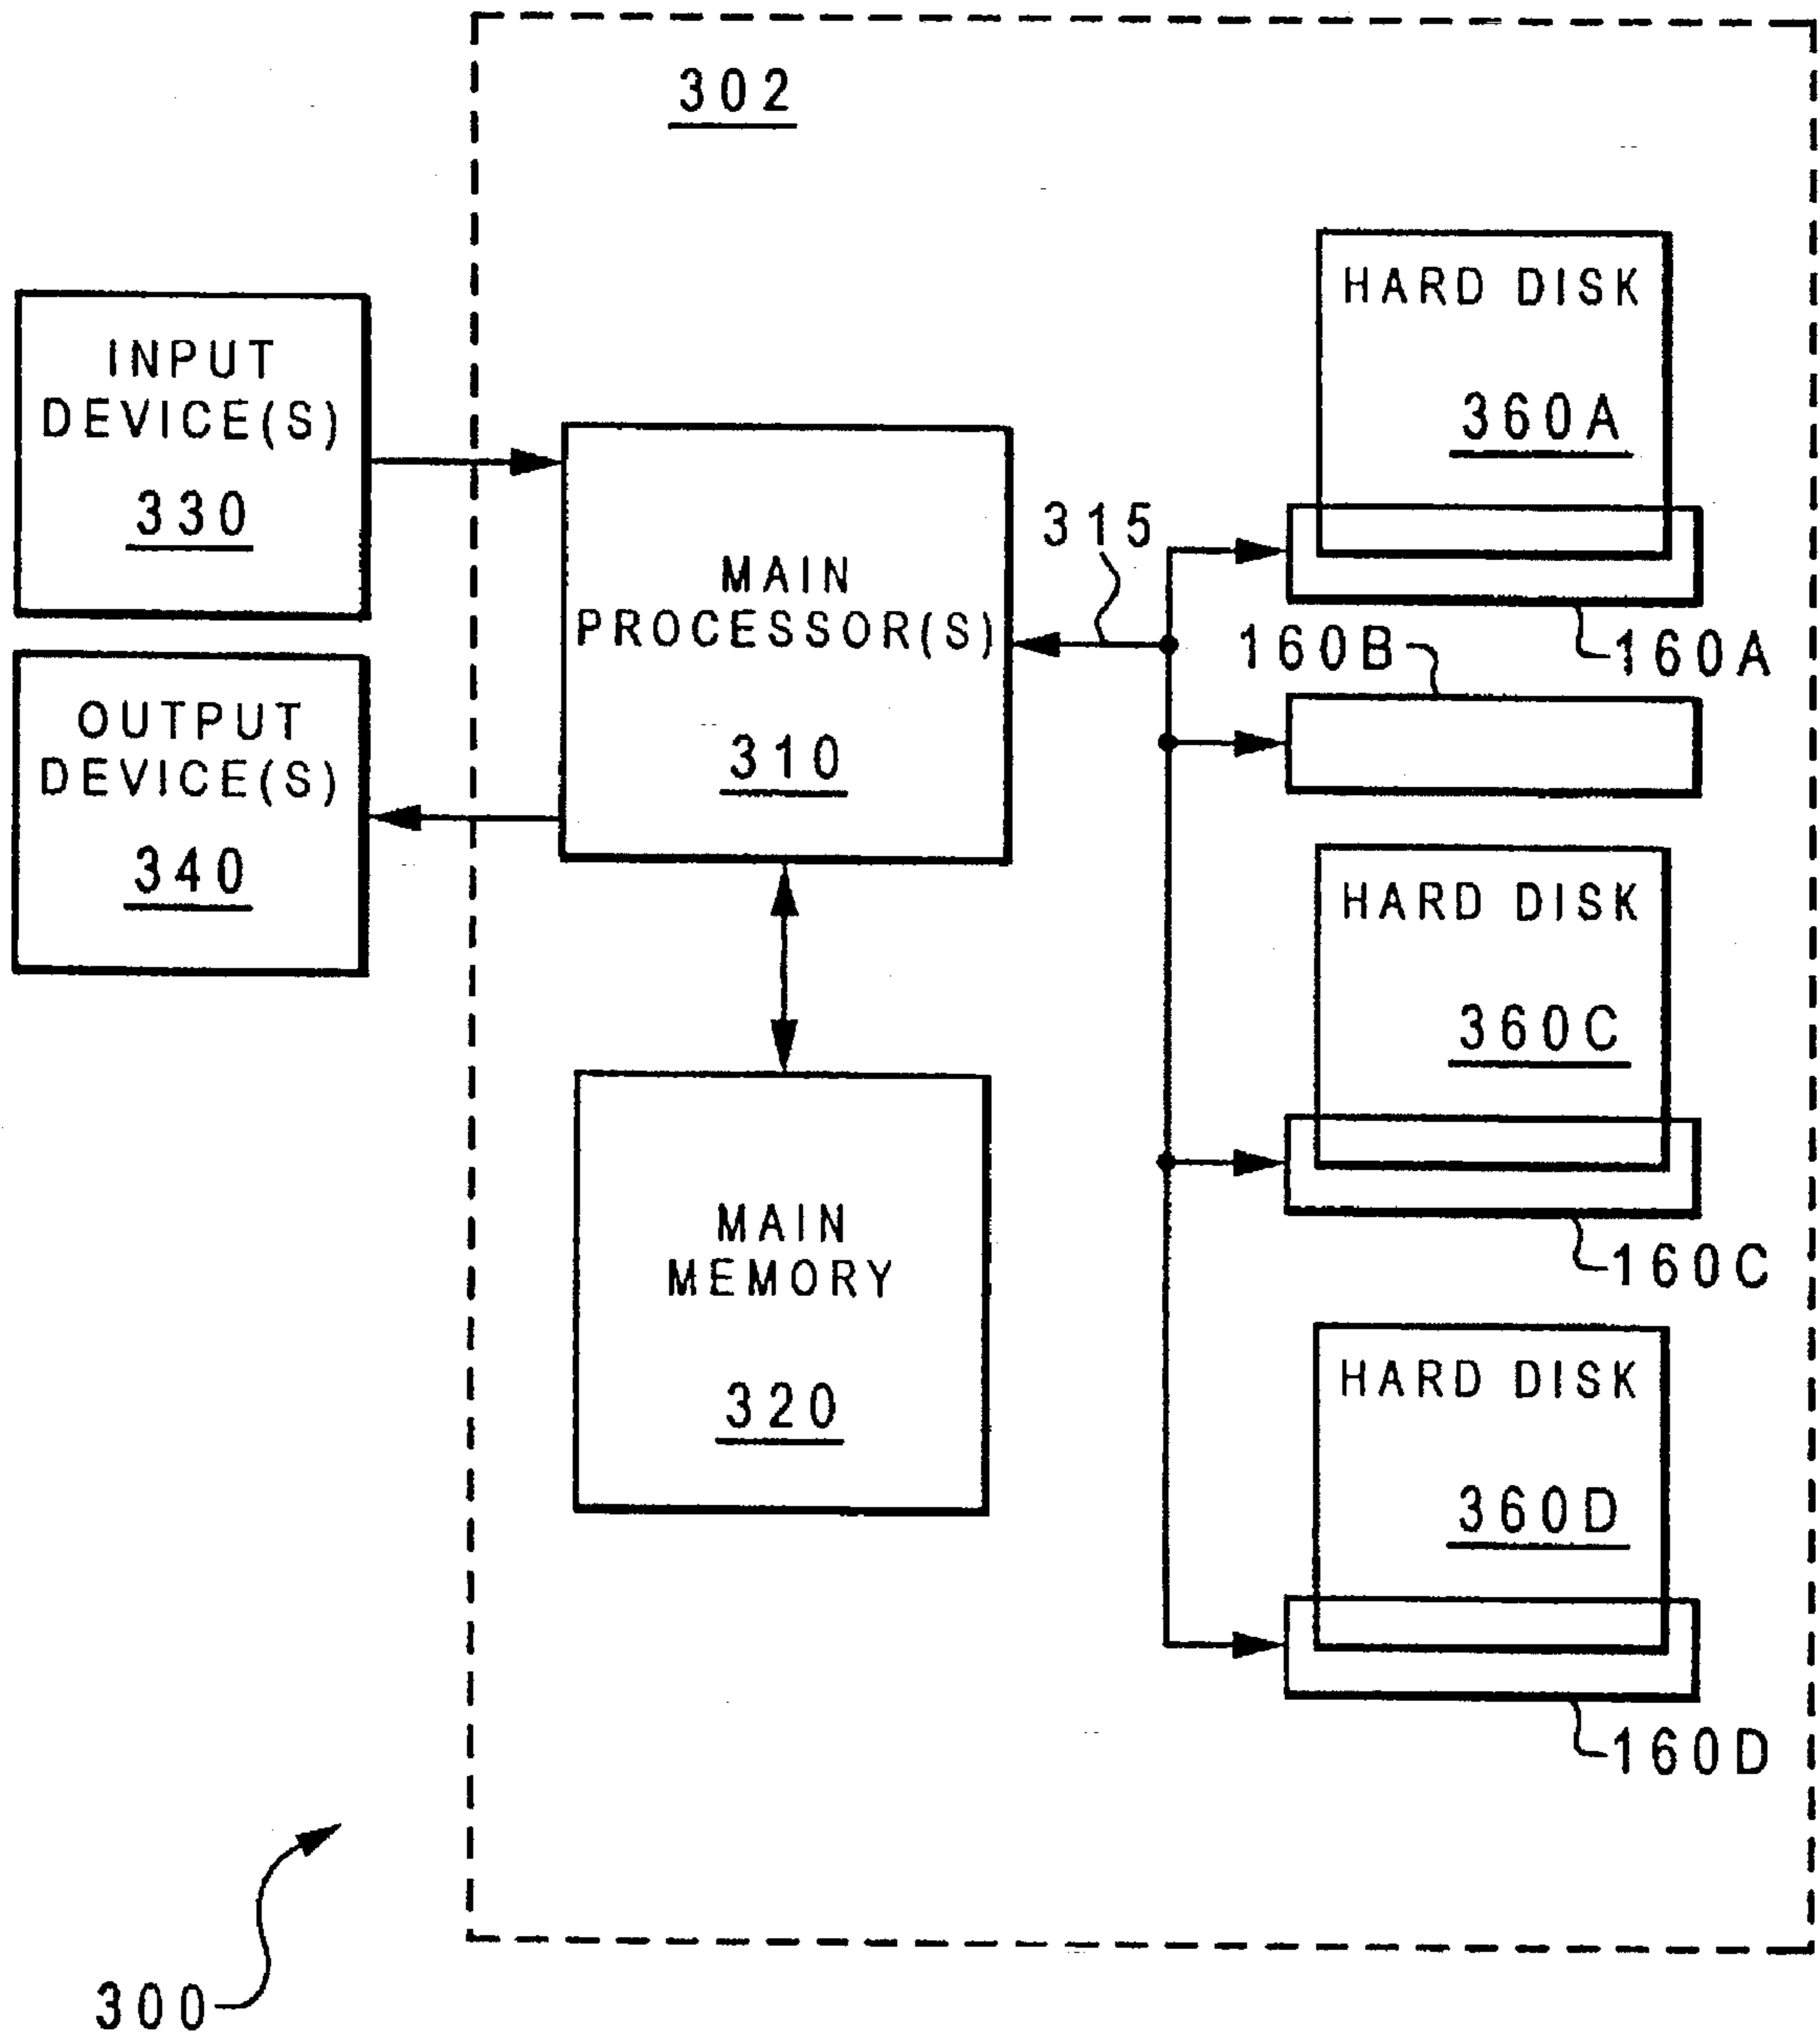 302
INPUT
DEVICE(S)
330
OUTPUT
DEVICE(S)
340
MAIN
PROCESSOR(S)
310
315
MAIN
MEMORY
320
HARD DISK
360A
160A
160B
HARD DISK
360C
160C
HARD DISK
360D
160D
300